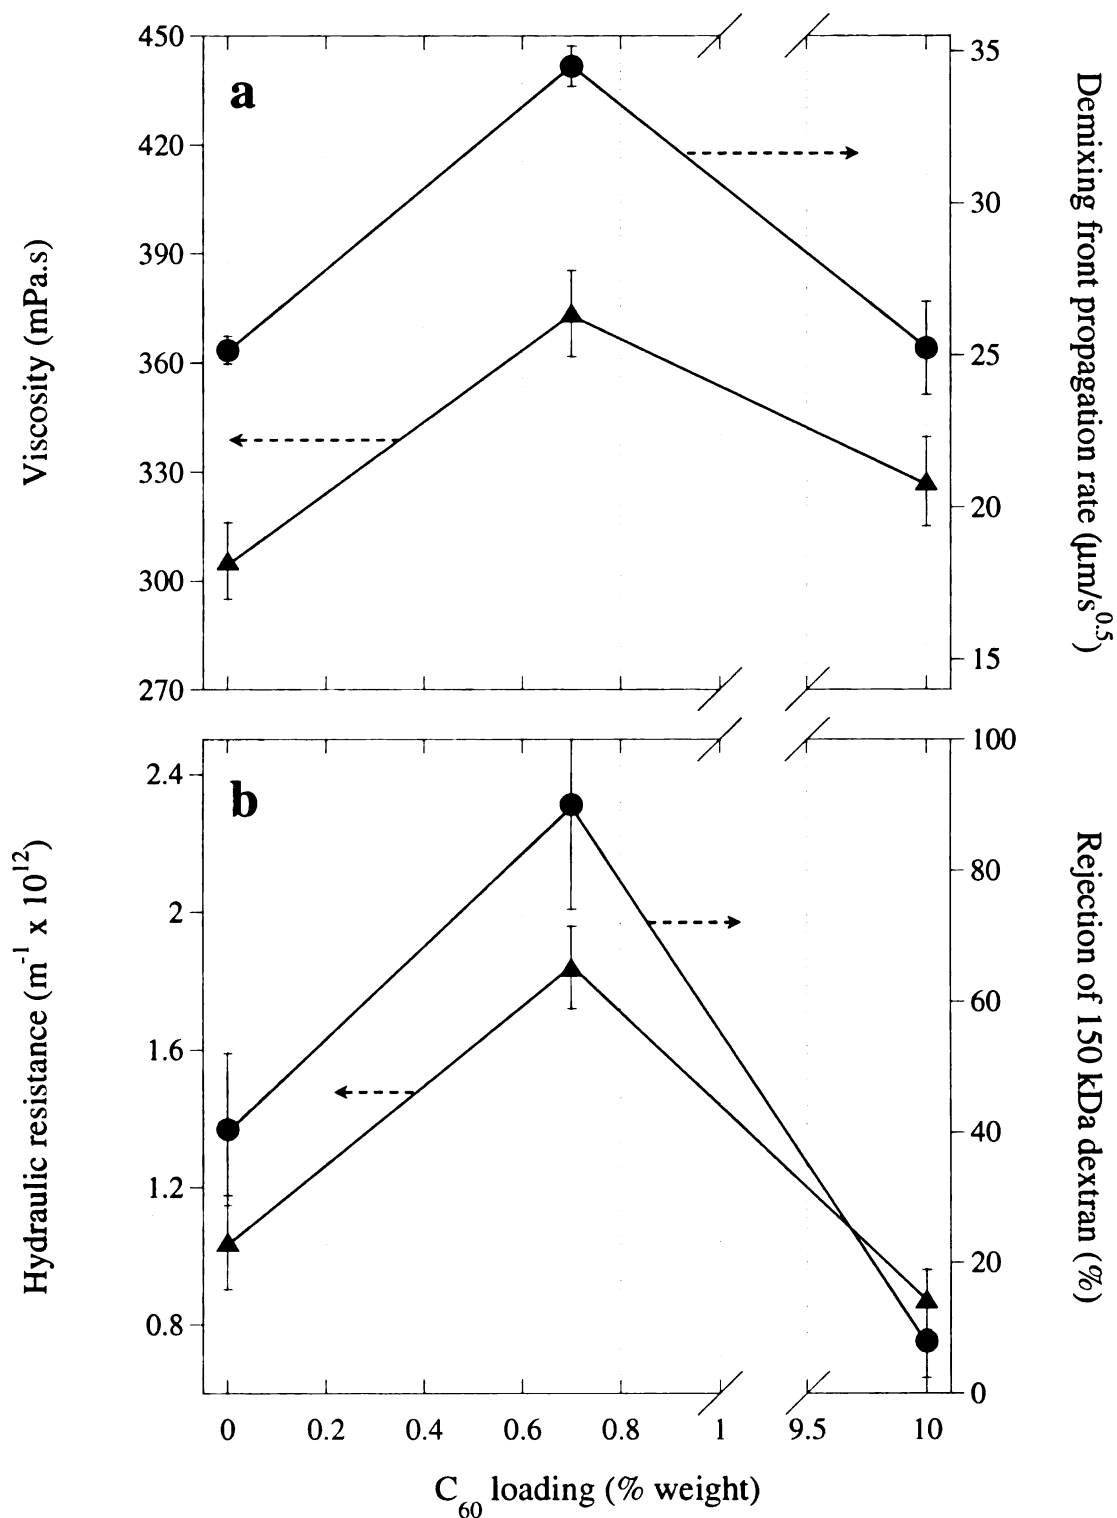 a
450
420
390
360
330
300
270
Viscosity (mPa.s)
35
30
25
20
15
Demixing front propagation rate (μm/s^0.5)
b
2.4
2
1.6
1.2
0.8
Hydraulic resistance (m^-1 x 10^12)
100
80
60
40
20
0
Rejection of 150 kDa dextran (%)
0 0.2 0.4 0.6 0.8 1 9.5 10
C_60 loading (% weight)